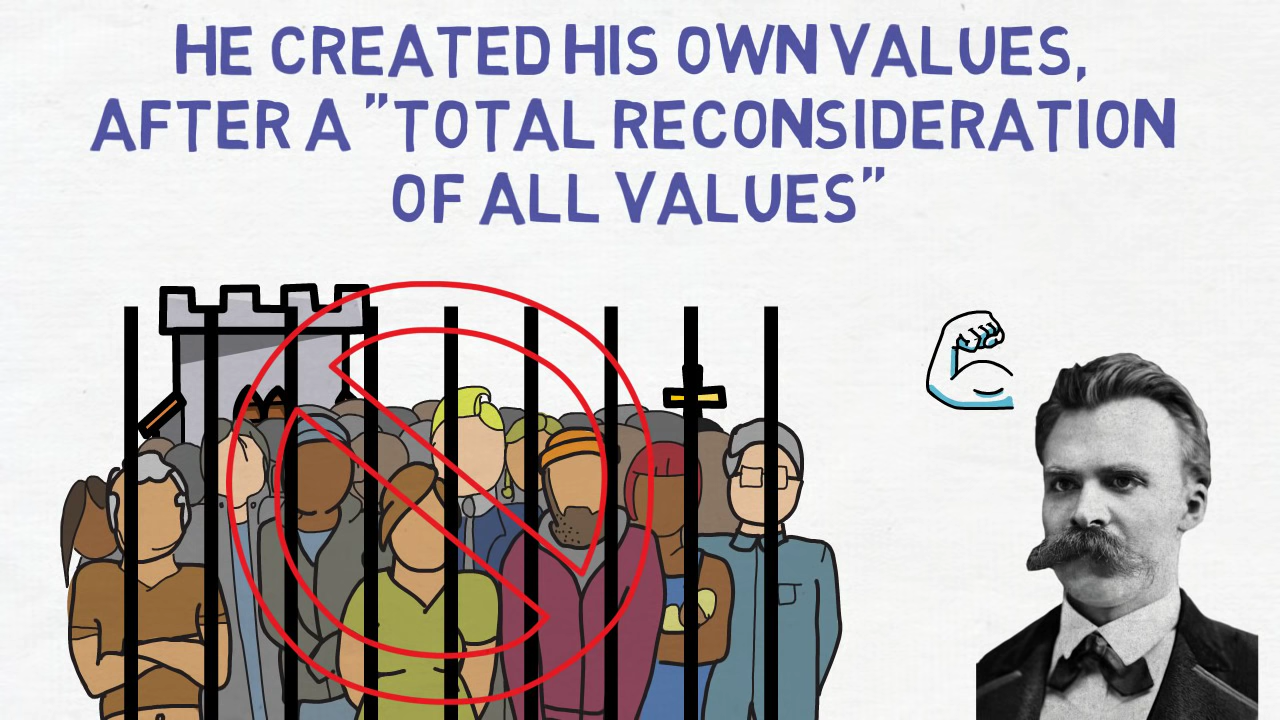 HE CREATED HIS OWN VALUES,
AFTER A "TOTAL RECONSIDERATION
OF ALL VALUES"